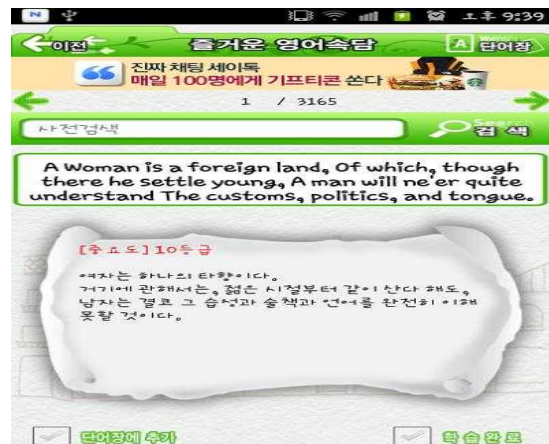 N 오후 9:39
이전 즐거운 영어속담 A 단어장
진짜 채팅 세이톡
매일 100명에게 기프티콘 쏜다
1 / 3165
사전검색 검 색
A Woman is a foreign land, Of which, though
there he settle young, A man will ne'er quite
understand The customs, politics, and tongue.
[중요도]10등급
여자는 하나의 타향이다.
거기에 관해서는, 젊은 시절부터 같이 산다 해도,
남자는 결코 그 습성과 술책과 언어를 완전히 이해
못할 것이다.
단어장에 추가 학 습 완 료